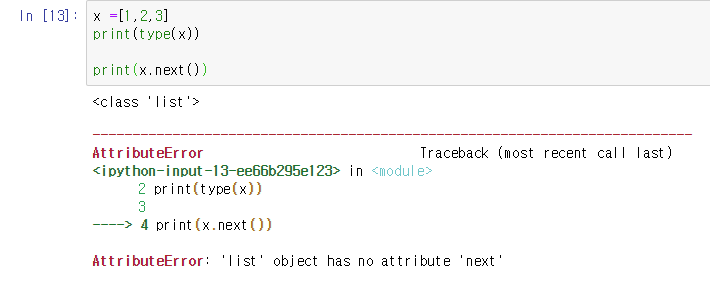 In [13]: x =[1,2,3]
print(type(x))
print(x.next())
<class 'list'>
---------------------------------------------------------------------------
AttributeError                            Traceback (most recent call last)
<ipython-input-13-ee66b295e123> in <module>
      2 print(type(x))
      3
----> 4 print(x.next())
AttributeError: 'list' object has no attribute 'next'